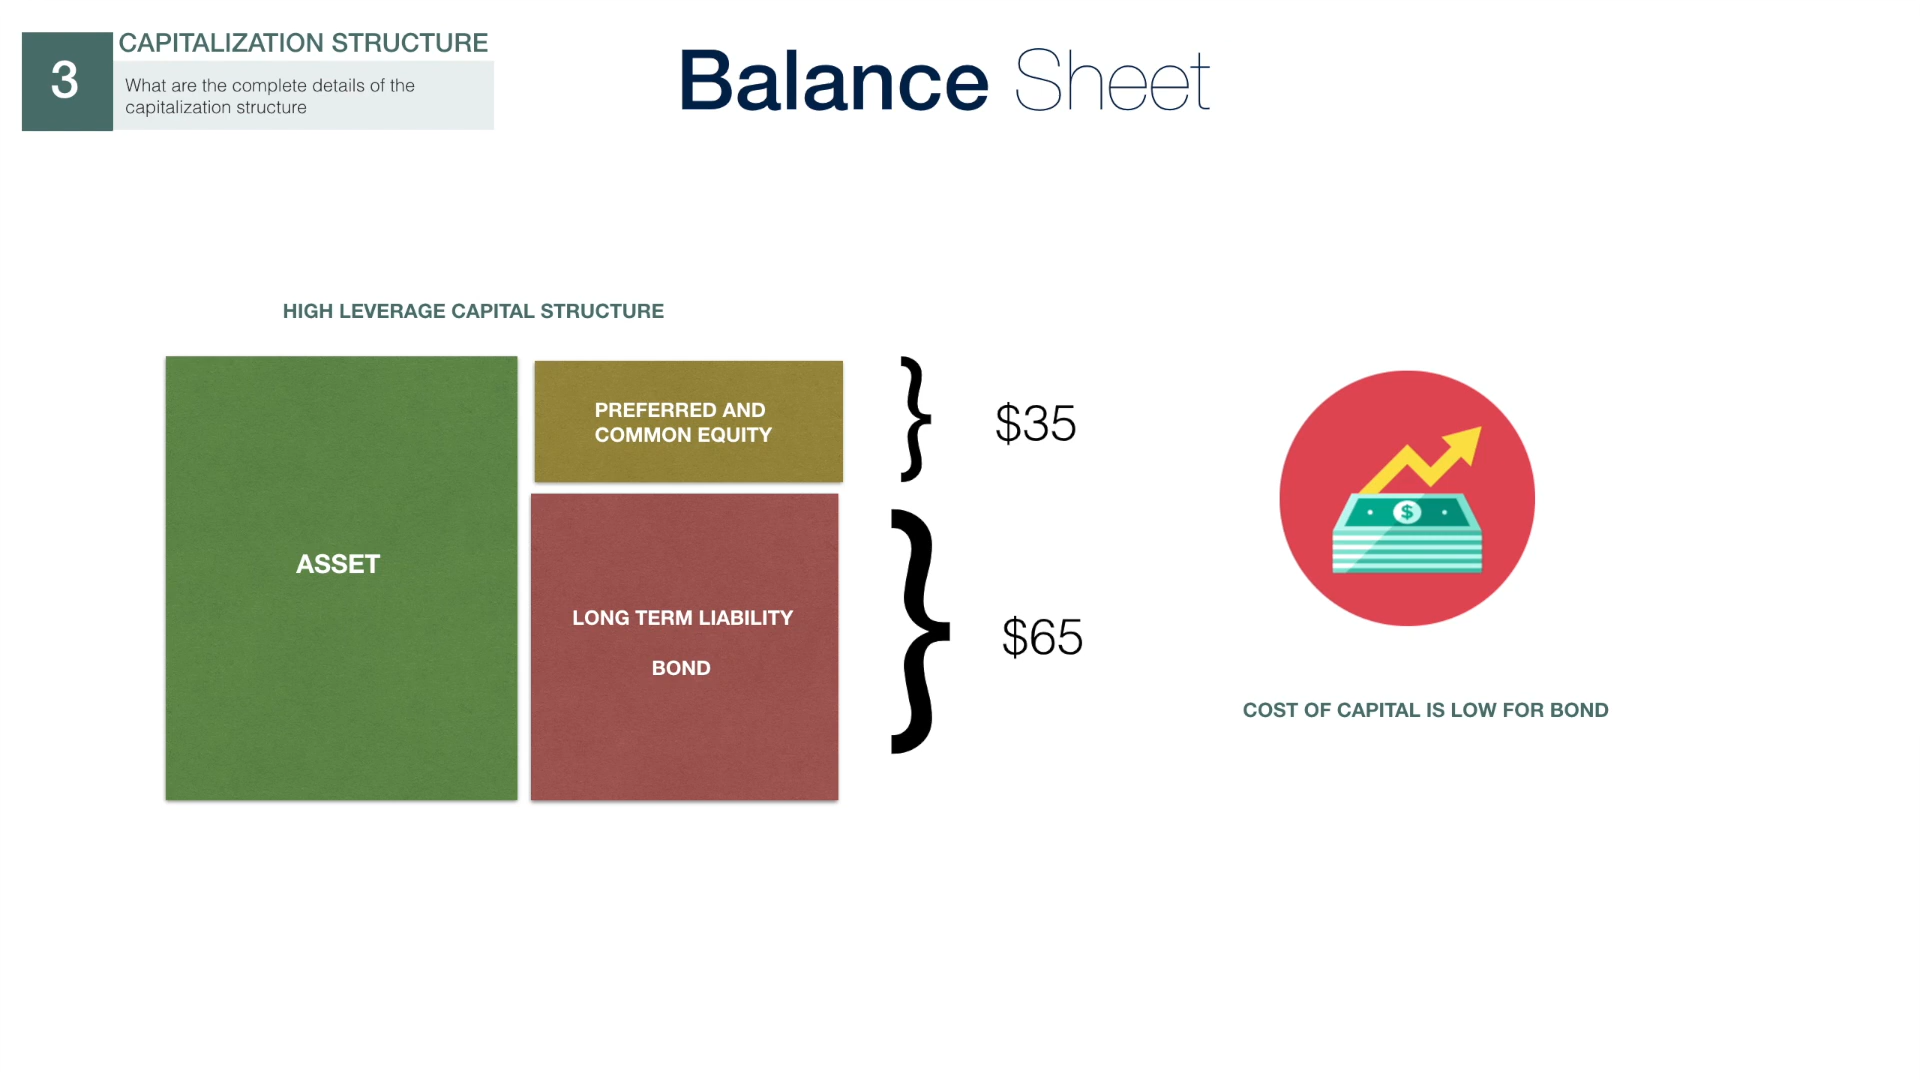 3
CAPITALIZATION STRUCTURE
What are the complete details of the
capitalization structure
Balance Sheet
HIGH LEVERAGE CAPITAL STRUCTURE
ASSET
PREFERRED AND
COMMON EQUITY
LONG TERM LIABILITY
BOND
}
$35
}
$65
$
COST OF CAPITAL IS LOW FOR BOND